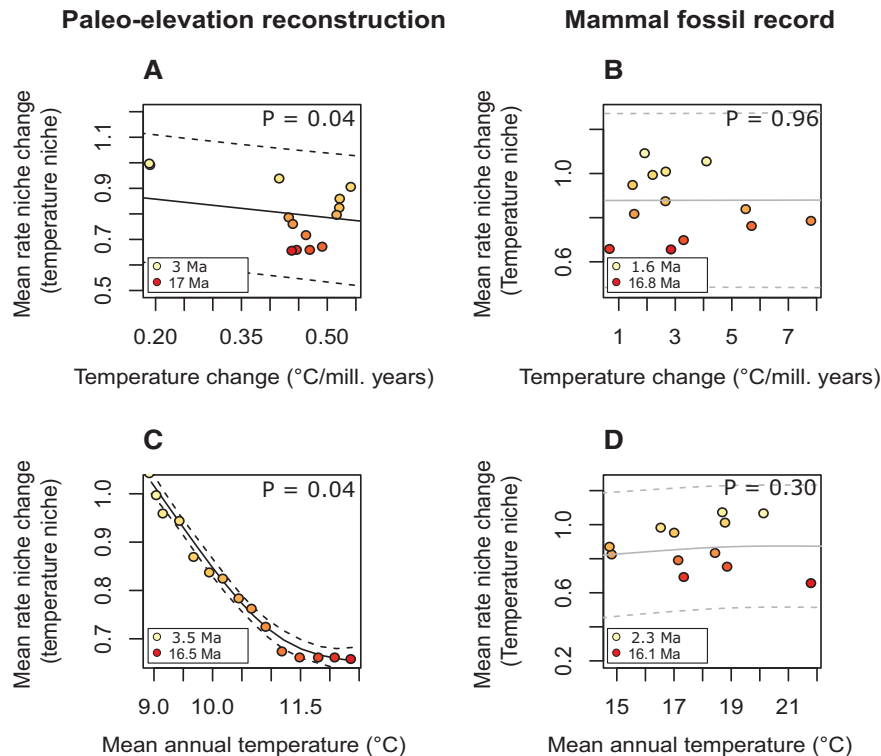 Paleo-elevation reconstruction
Mammal fossil record
A
P = 0.04
Mean rate niche change
(temperature niche)
0.5 0.7 0.9 1.1
3 Ma
17 Ma
0.20 0.35 0.50
Temperature change (°C/mill. years)
B
P = 0.96
Mean rate niche change
(Temperature niche)
0.6 1.0
1.6 Ma
16.8 Ma
1 3 5 7
Temperature change (°C/mill. years)
C
P = 0.04
Mean rate niche change
(temperature niche)
0.7 0.8 0.9 1.0
3.5 Ma
16.5 Ma
9.0 10.0 11.5
Mean annual temperature (°C)
D
P = 0.30
Mean rate niche change
(Temperature niche)
0.2 0.6 1.0
2.3 Ma
16.1 Ma
15 17 19 21
Mean annual temperature (°C)